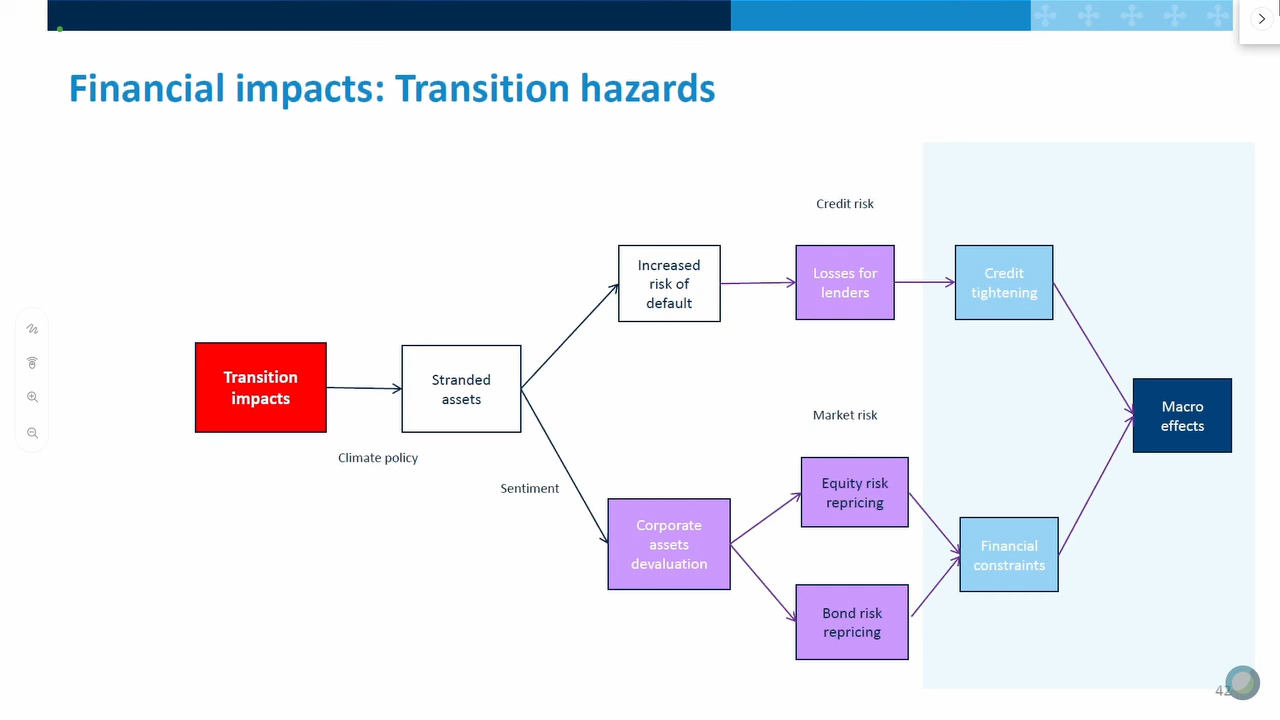 Financial impacts: Transition hazards
Credit risk
Increased
risk of
default
Losses for
lenders
Credit
tightening
Transition
impacts
Stranded
assets
Climate policy
Sentiment
Market risk
Macro
effects
Corporate
assets
devaluation
Equity risk
repricing
Bond risk
repricing
Financial
constraints
42